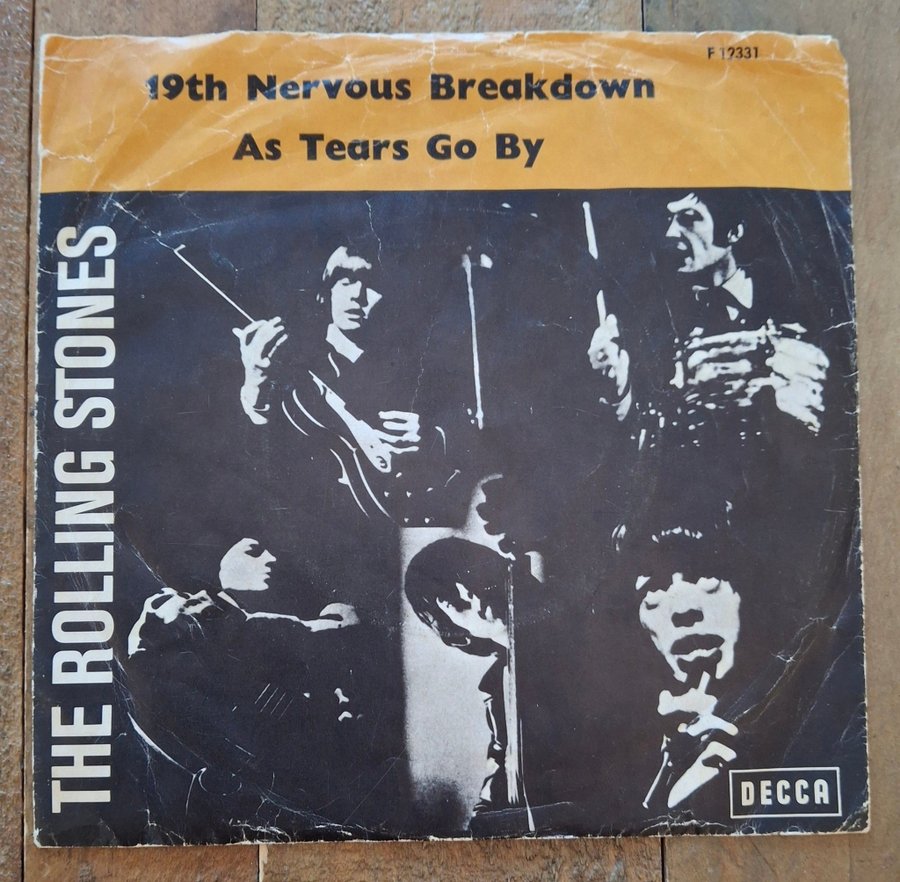 F 12331
19th Nervous Breakdown
As Tears Go By
THE ROLLING STONES
DECCA